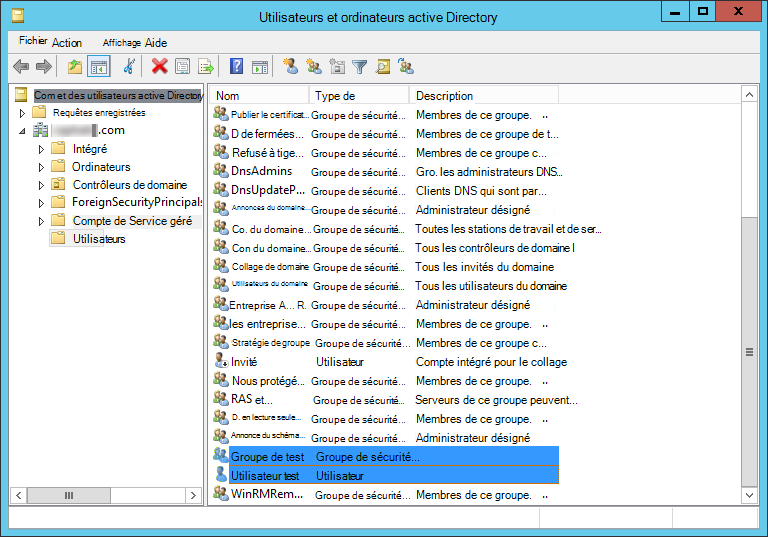 Utilisateurs et ordinateurs active Directory
Fichier Action Affichage Aide
Com et des utilisateurs active Directory
Requêtes enregistrées
.com
Intégré
Ordinateurs
Contrôleurs de domaine
ForeignSecurityPrincipals
Compte de Service géré
Utilisateurs
Nom Type de Description
Publier le certificat... Groupe de sécurité... Membres de ce groupe. ..
D de fermées... Groupe de sécurité... Membres de ce groupe de t...
Refusé à tige... Groupe de sécurité... Membres de ce groupe c...
DnsAdmins Groupe de sécurité... Gro. les administrateurs DNS...
DnsUpdateP... Groupe de sécurité... Clients DNS qui sont par...
Annonces du domaine... Groupe de sécurité... Administrateur désigné
Co. du domaine... Groupe de sécurité... Toutes les stations de travail et de ser...
Con du domaine... Groupe de sécurité... Tous les contrôleurs de domaine l
Collage de domaine Groupe de sécurité... Tous les invités du domaine
Utilisateurs du domaine Groupe de sécurité... Tous les utilisateurs du domaine
Entreprise A... R. Groupe de sécurité... Administrateur désigné
les entreprise... Groupe de sécurité... Membres de ce groupe. ..
Stratégie de groupe Groupe de sécurité... Membres de ce groupe c...
Invité Utilisateur Compte intégré pour le collage
Nous protégé... Groupe de sécurité... Membres de ce groupe. ..
RAS et... Groupe de sécurité... Serveurs de ce groupe peuvent...
D. en lecture seule... Groupe de sécurité... Membres de ce groupe. ..
Annonce du schéma... Groupe de sécurité... Administrateur désigné
Groupe de test Groupe de sécurité...
Utilisateur test Utilisateur
WinRMRem... Groupe de sécurité... Membres de ce groupe. ..